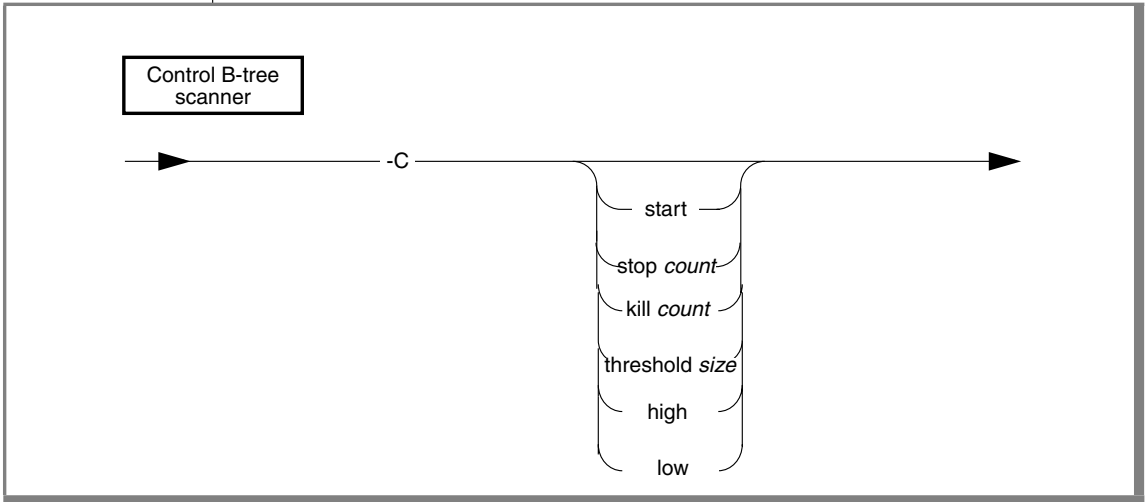 Control B-tree
scanner
-C
start
stop count
kill count
threshold size
high
low